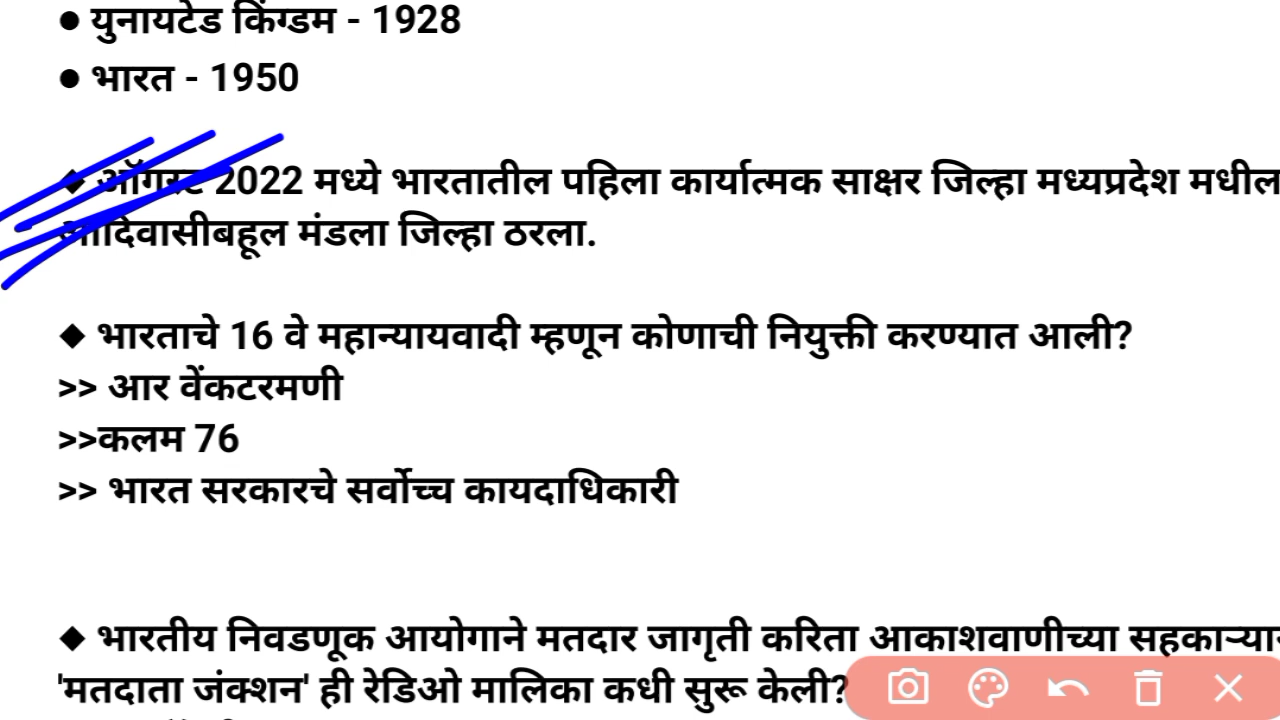 ● युनायटेड किंग्डम - 1928
● भारत - 1950
◆ ऑगस्ट 2022 मध्ये भारतातील पहिला कार्यात्मक साक्षर जिल्हा मध्यप्रदेश मधील
आदिवासीबहूल मंडला जिल्हा ठरला.
◆ भारताचे 16 वे महान्यायवादी म्हणून कोणाची नियुक्ती करण्यात आली?
>> आर वेंकटरमणी
>>कलम 76
>> भारत सरकारचे सर्वोच्च कायदाधिकारी
◆ भारतीय निवडणूक आयोगाने मतदार जागृती करिता आकाशवाणीच्या
'मतदाता जंक्शन' ही रेडिओ मालिका कधी सुरू केली?